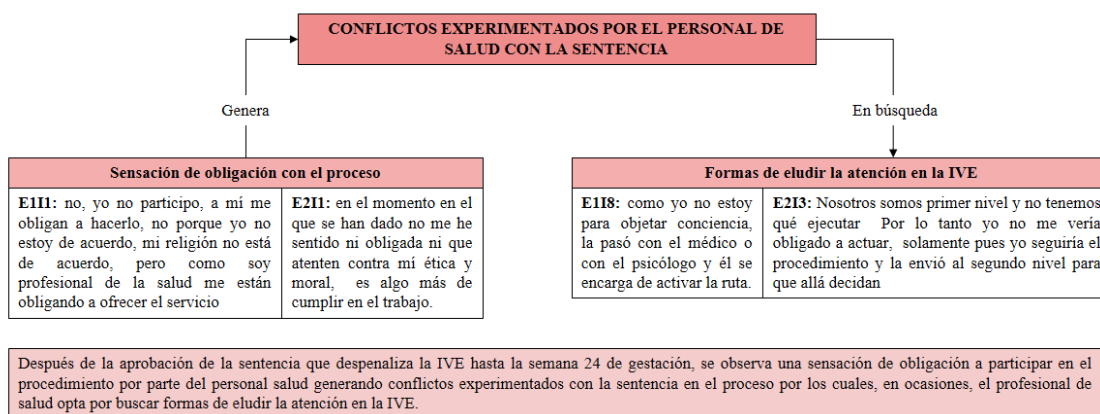 CONFLICTOS EXPERIMENTADOS POR EL PERSONAL DE
SALUD CON LA SENTENCIA
Genera
En búsqueda
Sensación de obligación con el proceso
E1I1: no, yo no participo, a mí me
obligan a hacerlo, no porque yo no
estoy de acuerdo, mi religión no está
de acuerdo, pero como soy
profesional de la salud me están
obligando a ofrecer el servicio
E2I1: en el momento en el
que se han dado no me he
sentido ni obligada ni que
atenten contra mí ética y
moral, es algo más de
cumplir en el trabajo.
Formas de eludir la atención en la IVE
E1I8: como yo no estoy
para objetar conciencia,
la pasó con el médico o
con el psicólogo y él se
encarga de activar la ruta.
E2I3: Nosotros somos primer nivel y no tenemos
qué ejecutar Por lo tanto yo no me vería
obligado a actuar, solamente pues yo seguiría el
procedimiento y la envió al segundo nivel para
que allá decidan
Después de la aprobación de la sentencia que despenaliza la IVE hasta la semana 24 de gestación, se observa una sensación de obligación a participar en el
procedimiento por parte del personal salud generando conflictos experimentados con la sentencia en el proceso por los cuales, en ocasiones, el profesional de
salud opta por buscar formas de eludir la atención en la IVE.